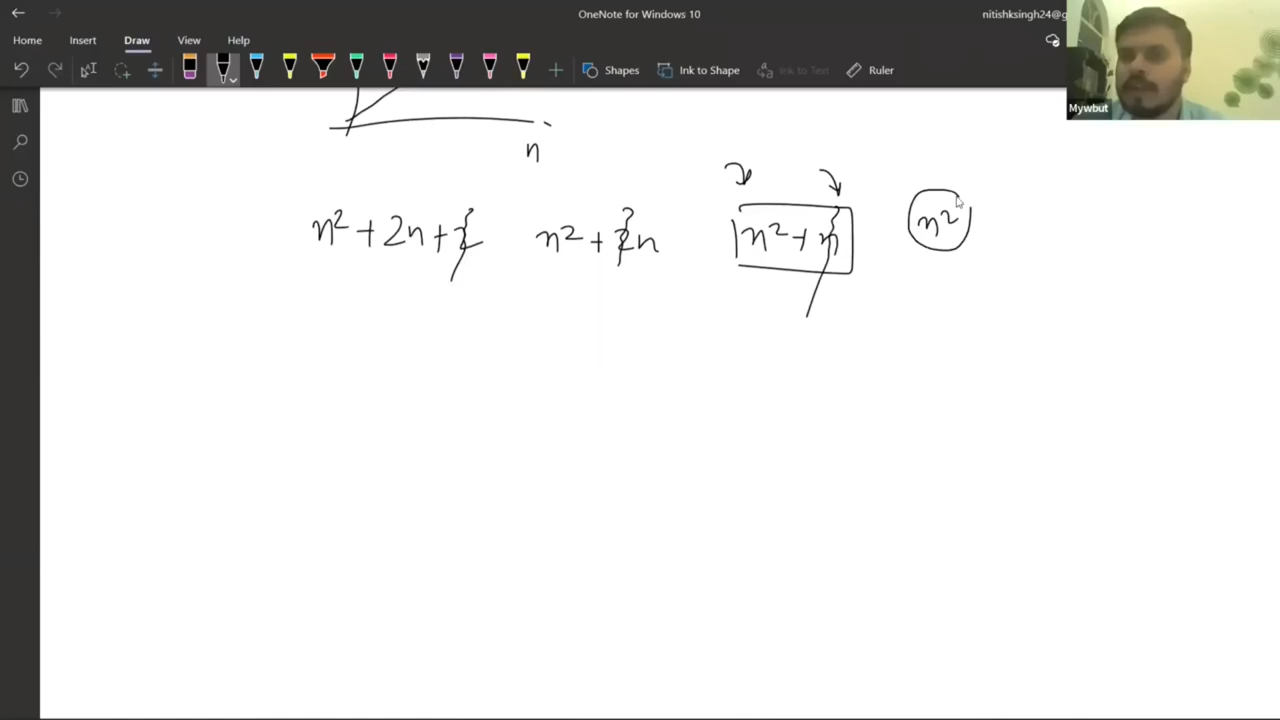 OneNote for Windows 10
nitishksingh24@g
Home Insert Draw View Help
Shapes Ink to Shape Ink to Text Ruler
Mywbut
n
n² + 2n + 2 n² + 2n n² + n n²